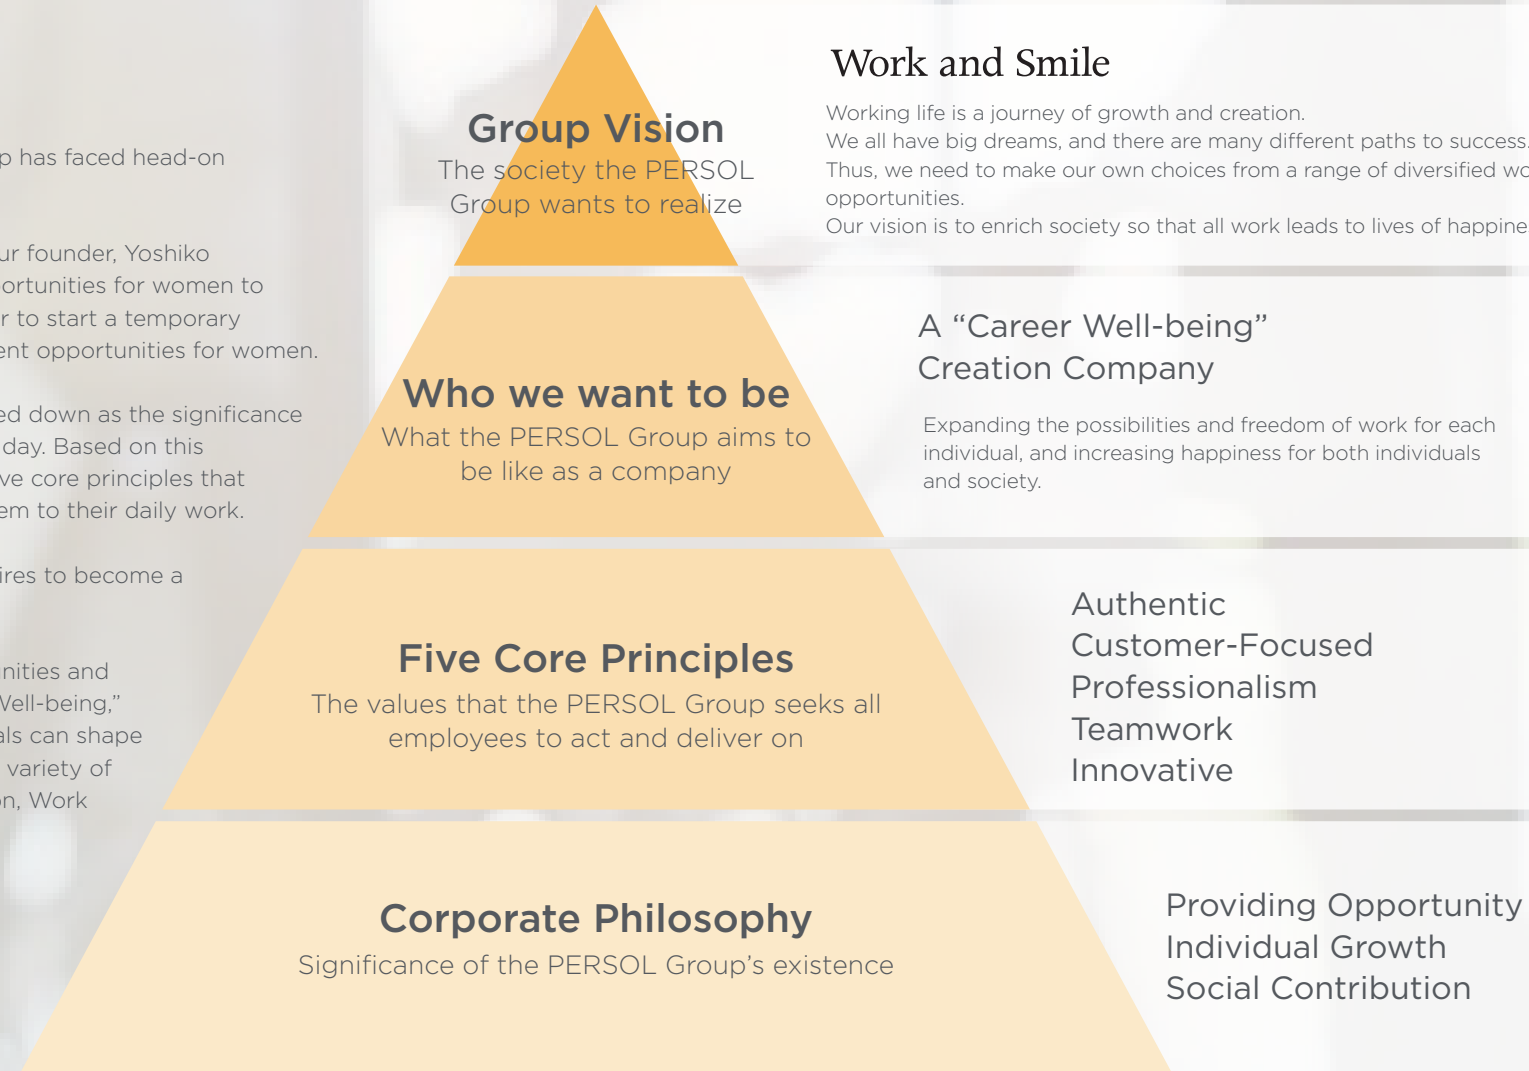 p has faced head-on
ur founder, Yoshiko
ortunities for women to
r to start a temporary
ent opportunities for women.
ed down as the significance
day. Based on this
ve core principles that
em to their daily work.
ires to become a
nities and
Well-being,”
als can shape
variety of
on, Work
Group Vision
The society the PERSOL
Group wants to realize
Work and Smile
Working life is a journey of growth and creation.
We all have big dreams, and there are many different paths to success.
Thus, we need to make our own choices from a range of diversified wo
opportunities.
Our vision is to enrich society so that all work leads to lives of happine
Who we want to be
What the PERSOL Group aims to
be like as a company
A “Career Well-being”
Creation Company
Expanding the possibilities and freedom of work for each
individual, and increasing happiness for both individuals
and society.
Five Core Principles
The values that the PERSOL Group seeks all
employees to act and deliver on
Authentic
Customer-Focused
Professionalism
Teamwork
Innovative
Corporate Philosophy
Significance of the PERSOL Group’s existence
Providing Opportunity
Individual Growth
Social Contribution